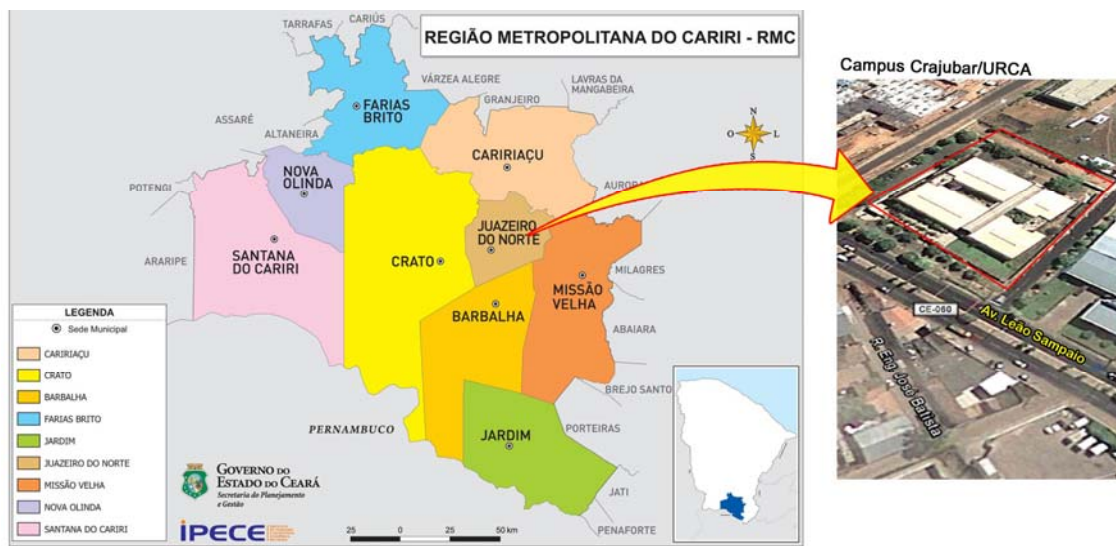 REGIÃO METROPOLITANA DO CARIRI - RMC
CARIÚS
TARRAFAS
VÁRZEA ALEGRE
LAVRAS DA
MANGABEIRA
GRANJEIRO
FARIAS
BRITO
ASSARÉ
ALTANEIRA
N
O
L
S
CARIRIAÇU
NOVA
OLINDA
POTENGI
AURORA
JUAZEIRO
DO NORTE
SANTANA
DO CARIRI
CRATO
ARARIPE
MISSÃO
VELHA
MILAGRES
BARBALHA
ABAIARA
BREJO SANTO
PERNAMBUCO
JARDIM
PORTEIRAS
JATI
PENAFORTE
LEGENDA
Sede Municipal
CARIRIAÇU
CRATO
BARBALHA
FARIAS BRITO
JARDIM
JUAZEIRO DO NORTE
MISSÃO VELHA
NOVA OLINDA
SANTANA DO CARIRI
GOVERNO DO
ESTADO DO CEARÁ
Secretaria do Planejamento
e Gestão
IPECE
25 0 25 50 km
Campus Crajubar/URCA
CE-060
Av. Leão Sampaio
R. Eng. José Batista